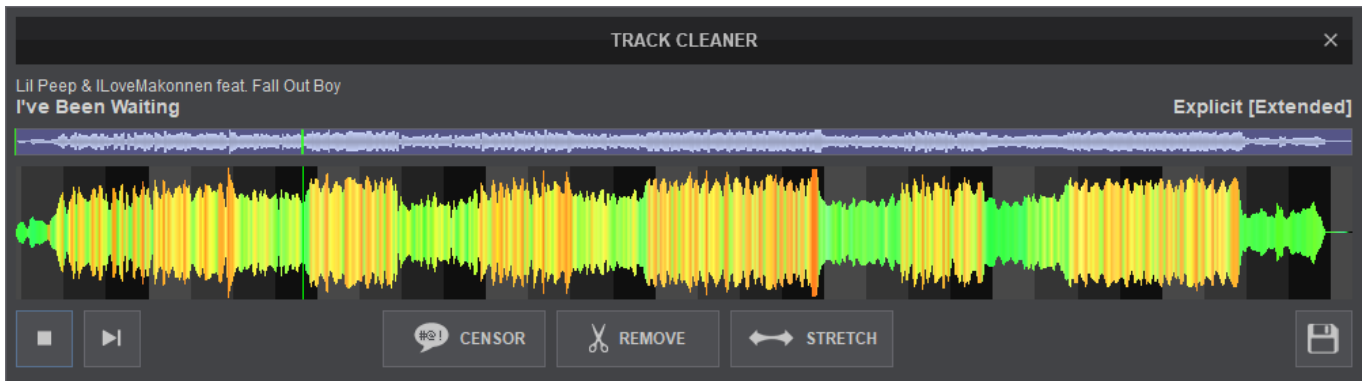 TRACK CLEANER
Lil Peep & ILoveMakonnen feat. Fall Out Boy
I've Been Waiting
Explicit [Extended]
#@!
CENSOR
REMOVE
STRETCH